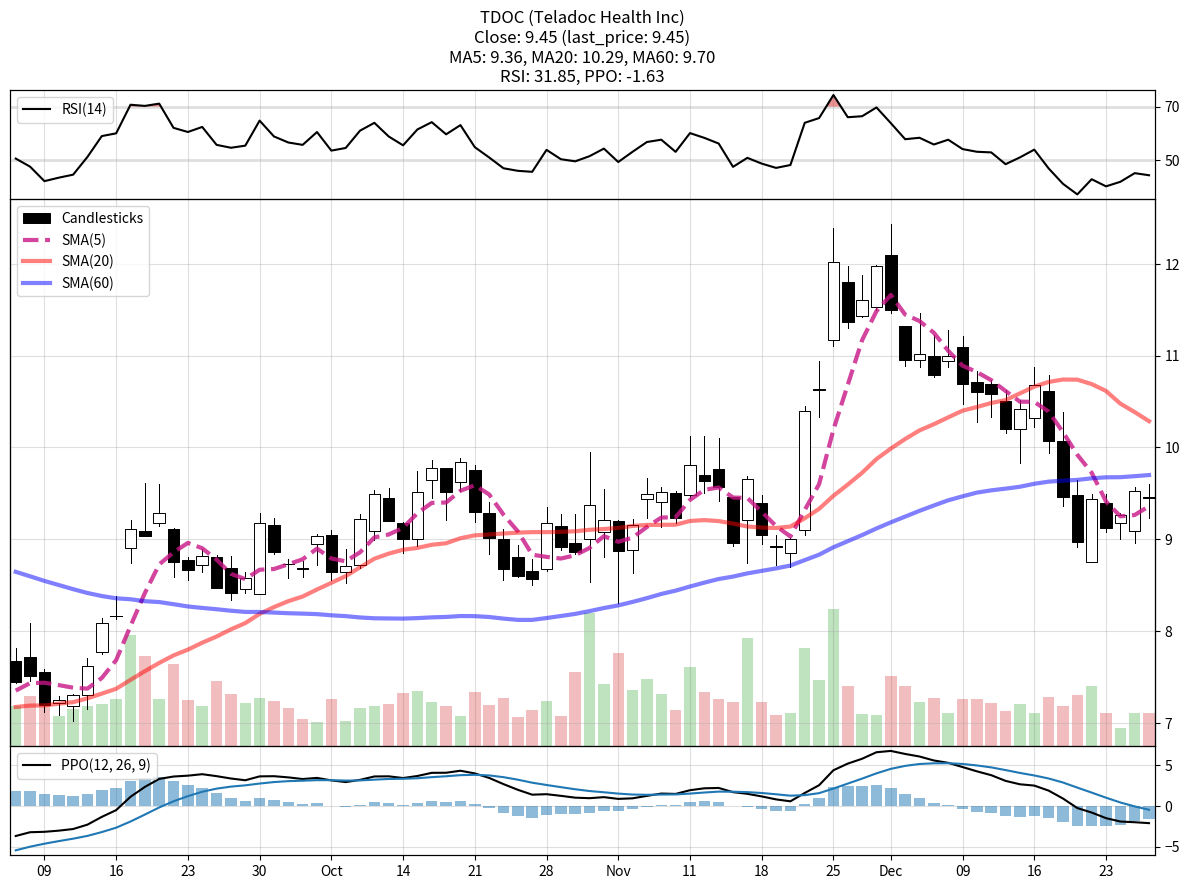 TDOC (Teladoc Health Inc)
Close: 9.45 (last_price: 9.45)
MA5: 9.36, MA20: 10.29, MA60: 9.70
RSI: 31.85, PPO: -1.63
RSI(14)
70
50
Candlesticks
SMA(5)
SMA(20)
SMA(60)
12
11
10
9
8
7
PPO(12, 26, 9)
5
0
−5
09 16 23 30 Oct 14 21 28 Nov 11 18 25 Dec 09 16 23